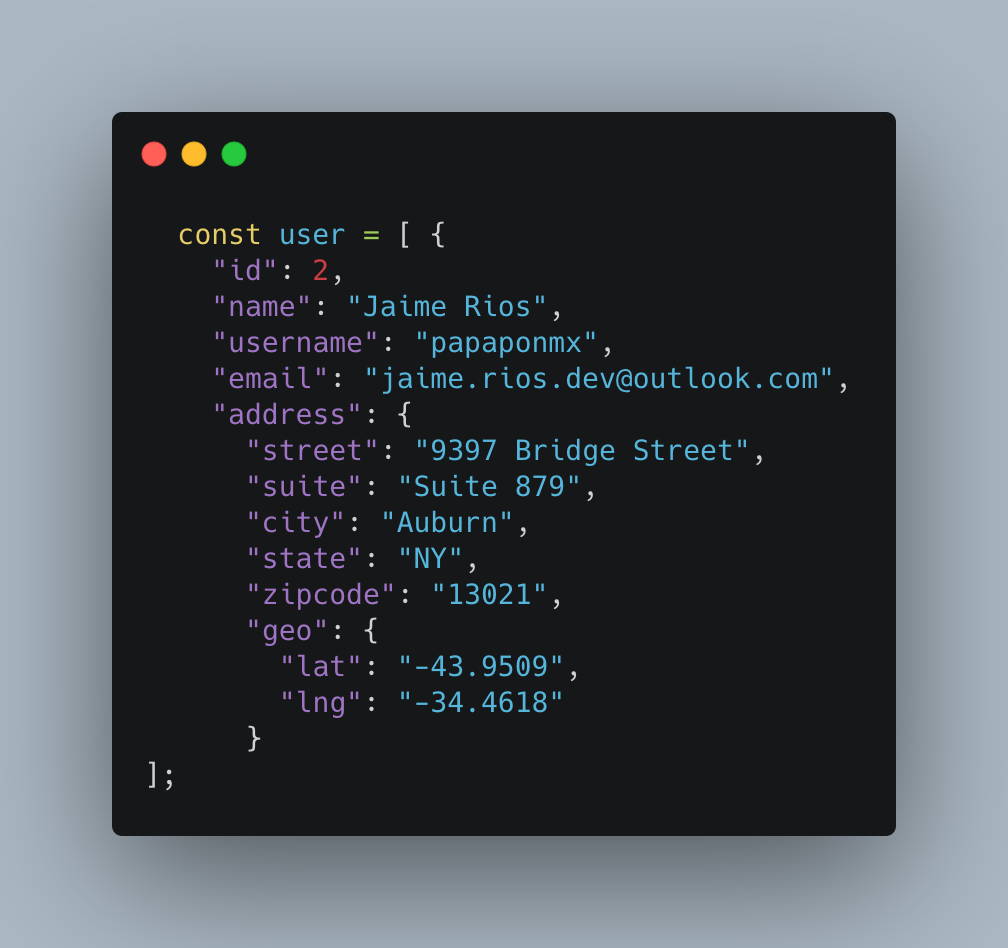 const user = [ {
"id": 2,
"name": "Jaime Rios",
"username": "papaponmx",
"email": "jaime.rios.dev@outlook.com",
"address": {
"street": "9397 Bridge Street",
"suite": "Suite 879",
"city": "Auburn",
"state": "NY",
"zipcode": "13021",
"geo": {
"lat": "-43.9509",
"lng": "-34.4618"
}
];